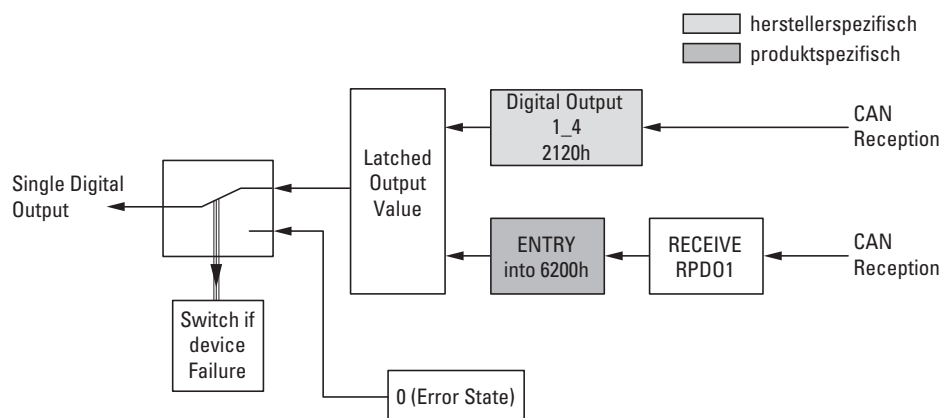 herstellerspezifisch
produktspezifisch
Digital Output
1_4
2120h
CAN
Reception
Latched
Output
Value
Single Digital
Output
ENTRY
into 6200h
RECEIVE
RPDO1
CAN
Reception
Switch if
device
Failure
0 (Error State)